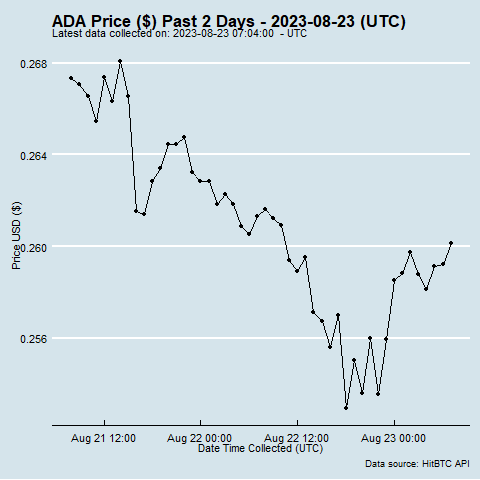 ADA Price ($) Past 2 Days - 2023-08-23 (UTC)
Latest data collected on: 2023-08-23 07:04:00 - UTC
0.268
0.264
0.260
0.256
Price USD ($)
Aug 21 12:00
Aug 22 00:00
Aug 22 12:00
Aug 23 00:00
Date Time Collected (UTC)
Data source: HitBTC API